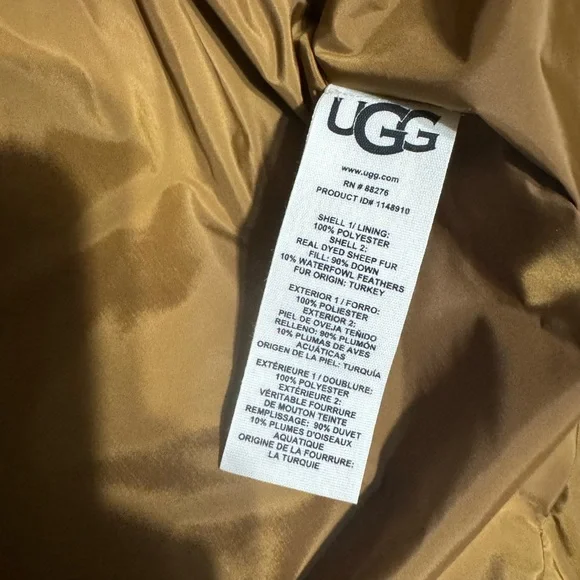 UGG
www.ugg.com
RN # 88276
PRODUCT ID# 1148910
SHELL 1/ LINING:
100% POLYESTER
SHELL 2:
REAL DYED SHEEP FUR
FILL: 90% DOWN
10% WATERFOWL FEATHERS
FUR ORIGIN: TURKEY
EXTERIOR 1 / FORRO:
100% POLIESTER
EXTERIOR 2:
PIEL DE OVEJA TEÑIDO
RELLENO: 90% PLUMÓN
10% PLUMAS DE AVES
ACUÁTICAS
ORIGEN DE LA PIEL: TURQUÍA
EXTÉRIEURE 1 / DOUBLURE:
100% POLYESTER
EXTÉRIEURE 2:
VÉRITABLE FOURRURE
DE MOUTON TEINTE
REMPLISSAGE: 90% DUVET
10% PLUMES D'OISEAUX
AQUATIQUE
ORIGINE DE LA FOURRURE:
LA TURQUIE